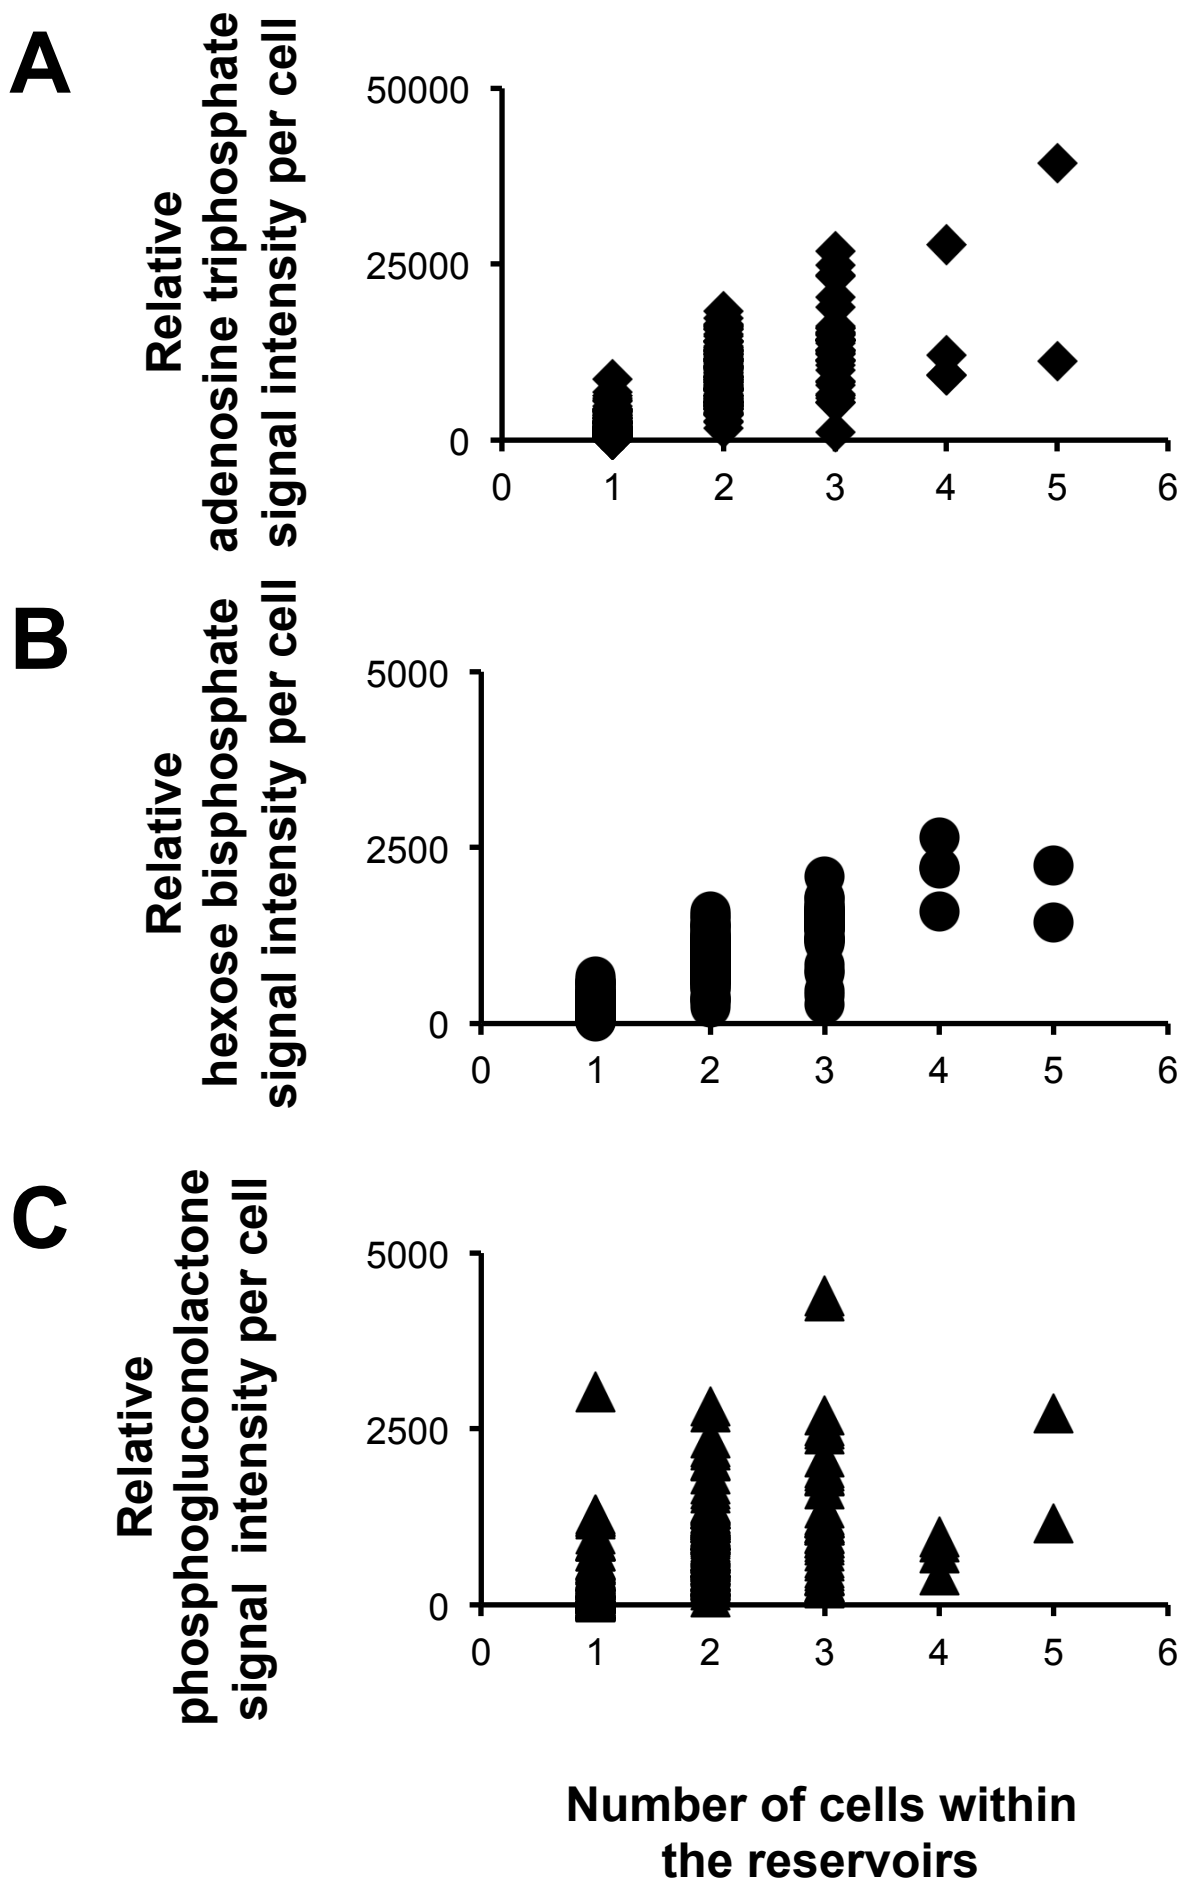 A
Relative
adenosine triphosphate
signal intensity per cell
50000
25000
0
0 1 2 3 4 5 6
B
Relative
hexose bisphosphate
signal intensity per cell
5000
2500
0
0 1 2 3 4 5 6
C
Relative
phosphogluconolactone
signal intensity per cell
5000
2500
0
0 1 2 3 4 5 6
Number of cells within
the reservoirs